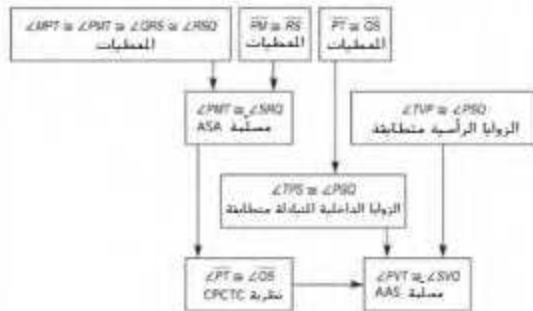 ∠MPT ≅ ∠PMT ≅ ∠QRS ≅ ∠RSQ
المعطيات
PM ≅ RS
المعطيات
PT ≅ QS
المعطيات
∠PMT ≅ ∠SRQ
مسلمة ASA
∠TVP ≅ ∠PSQ
الزوايا الرأسية متطابقة
∠TPS ≅ ∠PSQ
الزوايا الداخلية المتبادلة متطابقة
∠PT ≅ ∠QS
نظرية CPCTC
∠PVT ≅ ∠SVQ
مسلمة AAS